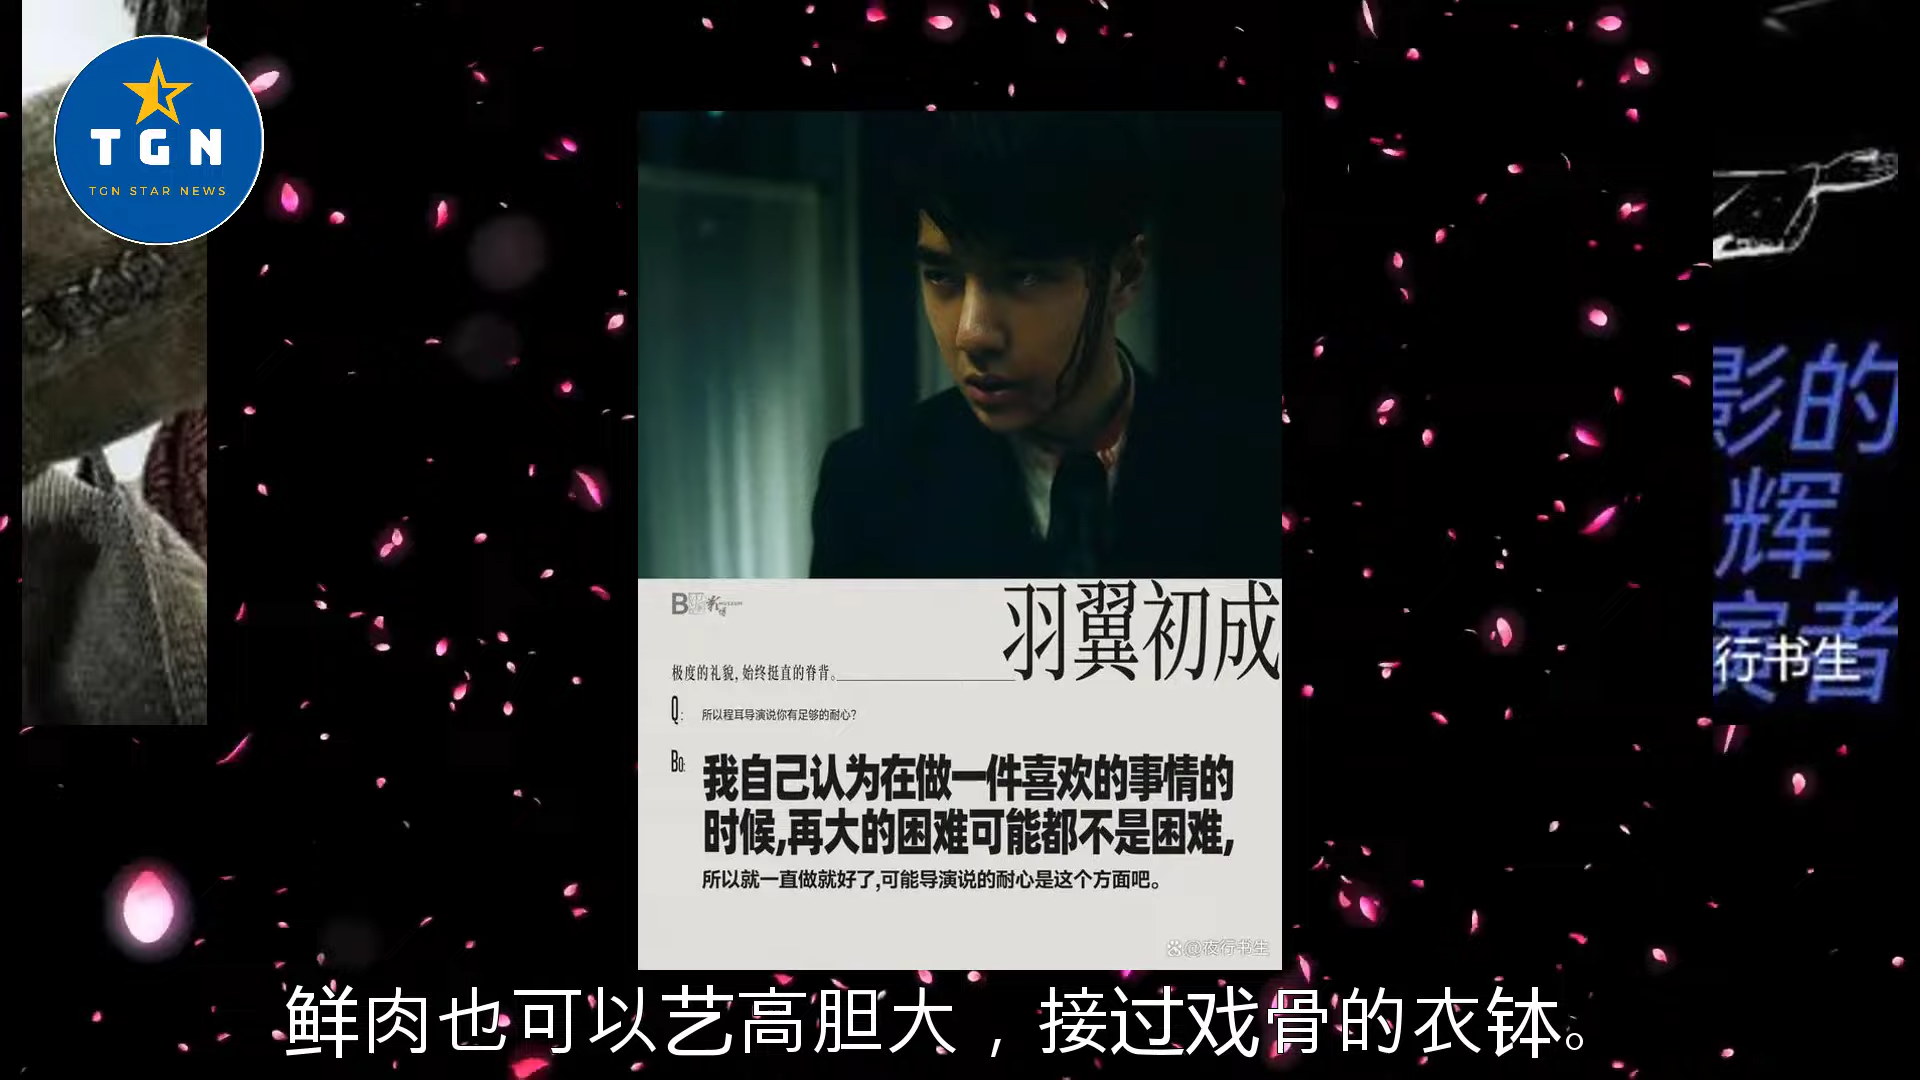 TGN
TGN STAR NEWS
影的
辉
演者
行书生
羽翼初成
极度的礼貌，始终挺直的脊背。
Q: 所以程耳导演说你有足够的耐心？
Bo: 我自己认为在做一件喜欢的事情的
时候，再大的困难可能都不是困难，
所以就一直做就好了，可能导演说的耐心是这个方面吧。
@夜行书生
鲜肉也可以艺高胆大，接过戏骨的衣钵。